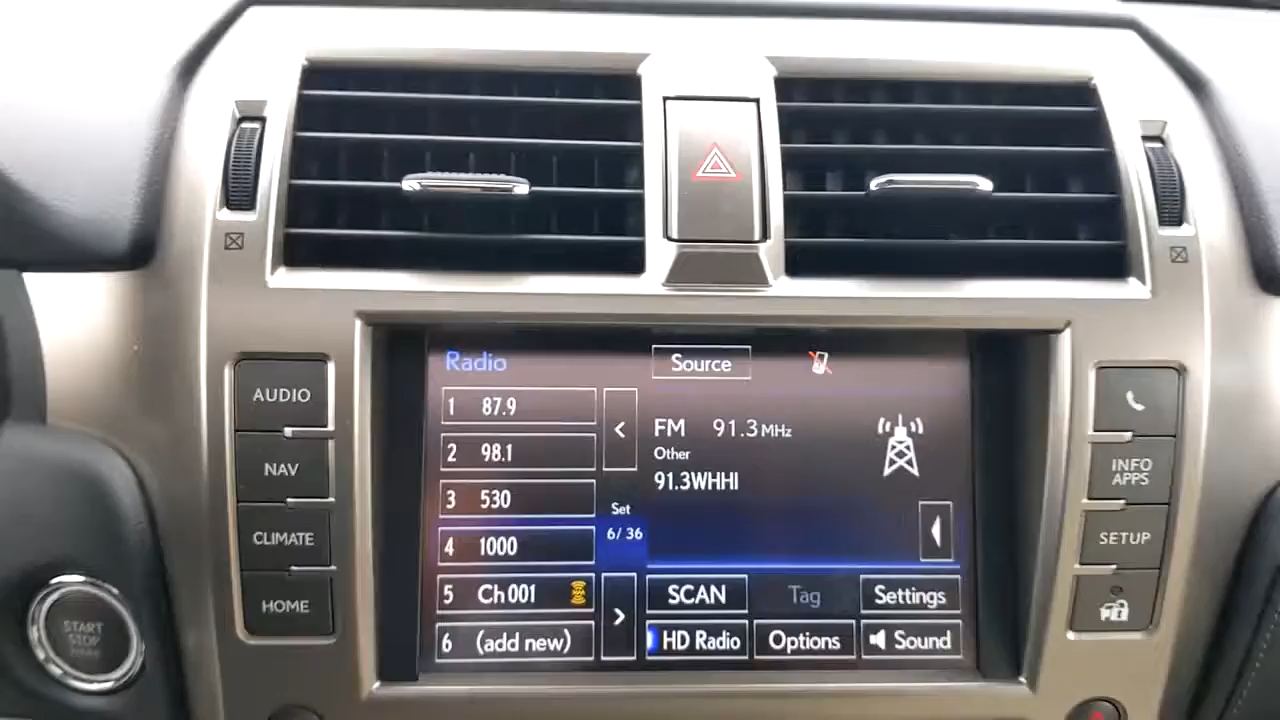 Radio
Source
1 87.9
2 98.1
3 530
4 1000
5 Ch 001
6 (add new)
<
Set
6/36
>
FM 91.3 MHz
Other
91.3WHHI
SCAN
Tag
Settings
HD Radio
Options
Sound
AUDIO
NAV
CLIMATE
HOME
INFO
APPS
SETUP
START
STOP